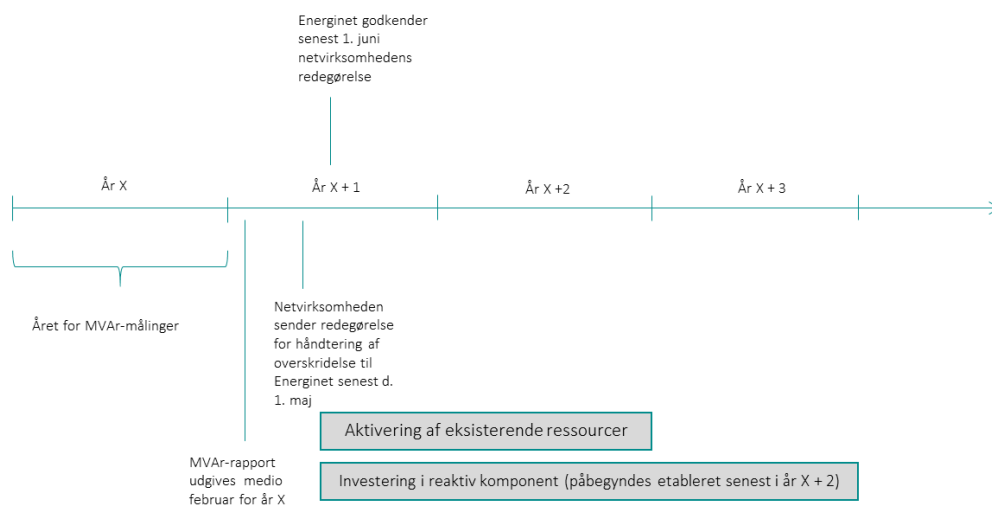 Energinet godkender
senest 1. juni
netvirksomhedens
redegørelse
År X
År X + 1
År X +2
År X + 3
Året for MVAr-målinger
Netvirksomheden
sender redegørelse
for håndtering af
overskridelse til
Energinet senest d.
1. maj
Aktivering af eksisterende ressourcer
MVAr-rapport
udgives medio
februar for år X
Investering i reaktiv komponent (påbegyndes etableret senest i år X + 2)